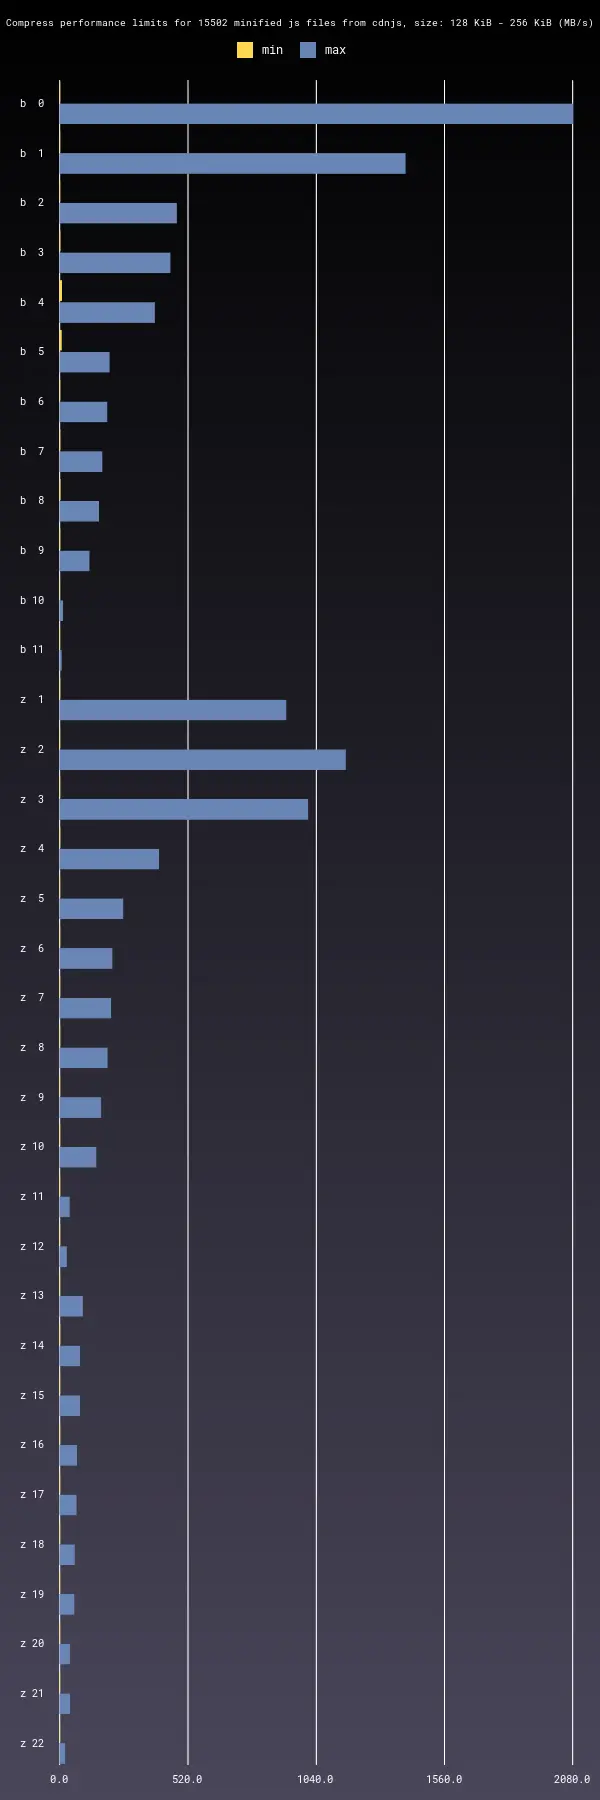 Compress performance limits for 15502 minified js files from cdnjs, size: 128 KiB - 256 KiB (MB/s)
min max
b 0
b 1
b 2
b 3
b 4
b 5
b 6
b 7
b 8
b 9
b 10
b 11
z 1
z 2
z 3
z 4
z 5
z 6
z 7
z 8
z 9
z 10
z 11
z 12
z 13
z 14
z 15
z 16
z 17
z 18
z 19
z 20
z 21
z 22
0.0 520.0 1040.0 1560.0 2080.0